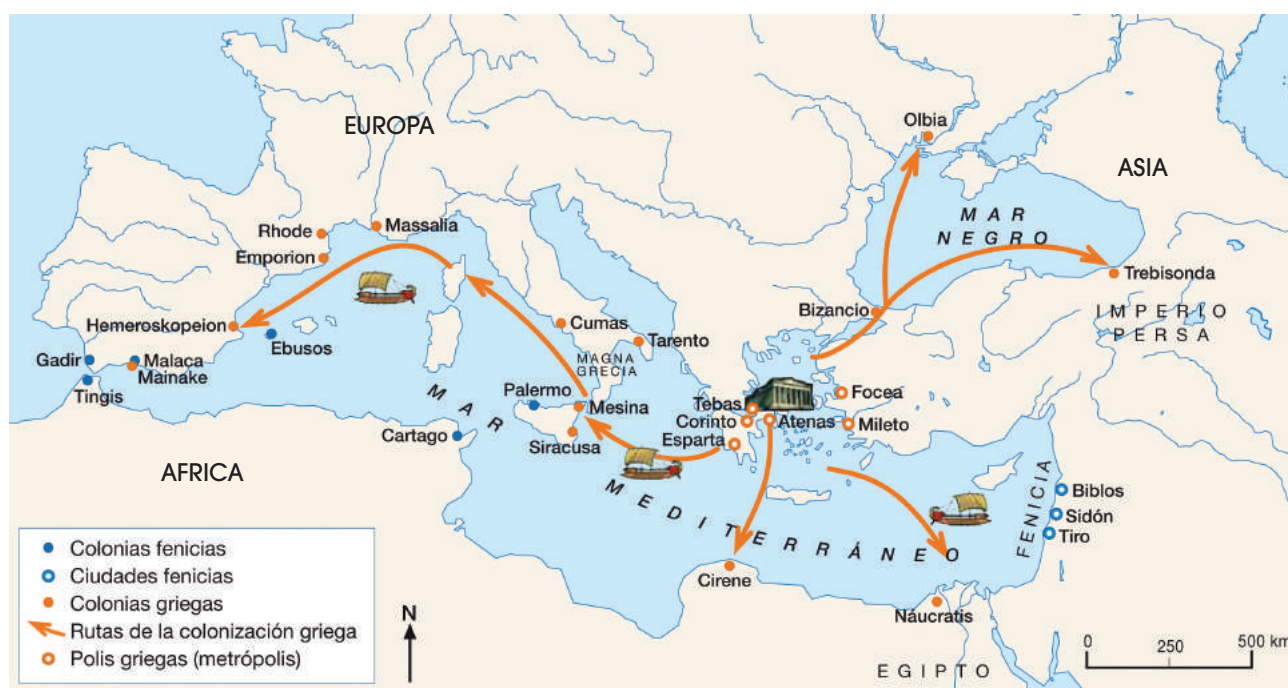 Olbia
EUROPA
ASIA
MAR
NEGRO
Rhode
Massalia
Emporion
Trebisonda
Bizancio
IMPERIO
PERSA
Hemeroskopeion
Cumas
Ebusos
Tarento
Gadir
Malaca
Mainake
MAGNA
GRECIA
Tingis
Palermo
Mesina
Tebas
Focea
Corinto
Atenas
Mileto
Esparta
Cartago
Siracusa
MAR
MEDITERRÁNEO
AFRICA
FENICIA
Biblos
Sidón
Tiro
Cirene
Náucratis
EGIPTO
Colonias fenicias
Ciudades fenicias
Colonias griegas
Rutas de la colonización griega
Polis griegas (metrópolis)
N
0 250 500 km